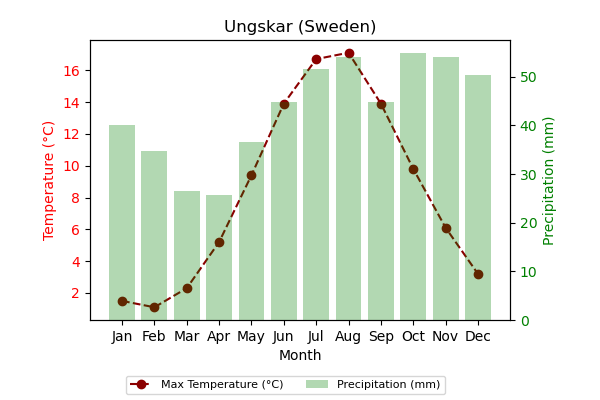 Ungskar (Sweden)
Temperature (°C)
16
14
12
10
8
6
4
2
50
40
30
20
10
0
Precipitation (mm)
Jan Feb Mar Apr May Jun Jul Aug Sep Oct Nov Dec
Month
Max Temperature (°C) Precipitation (mm)